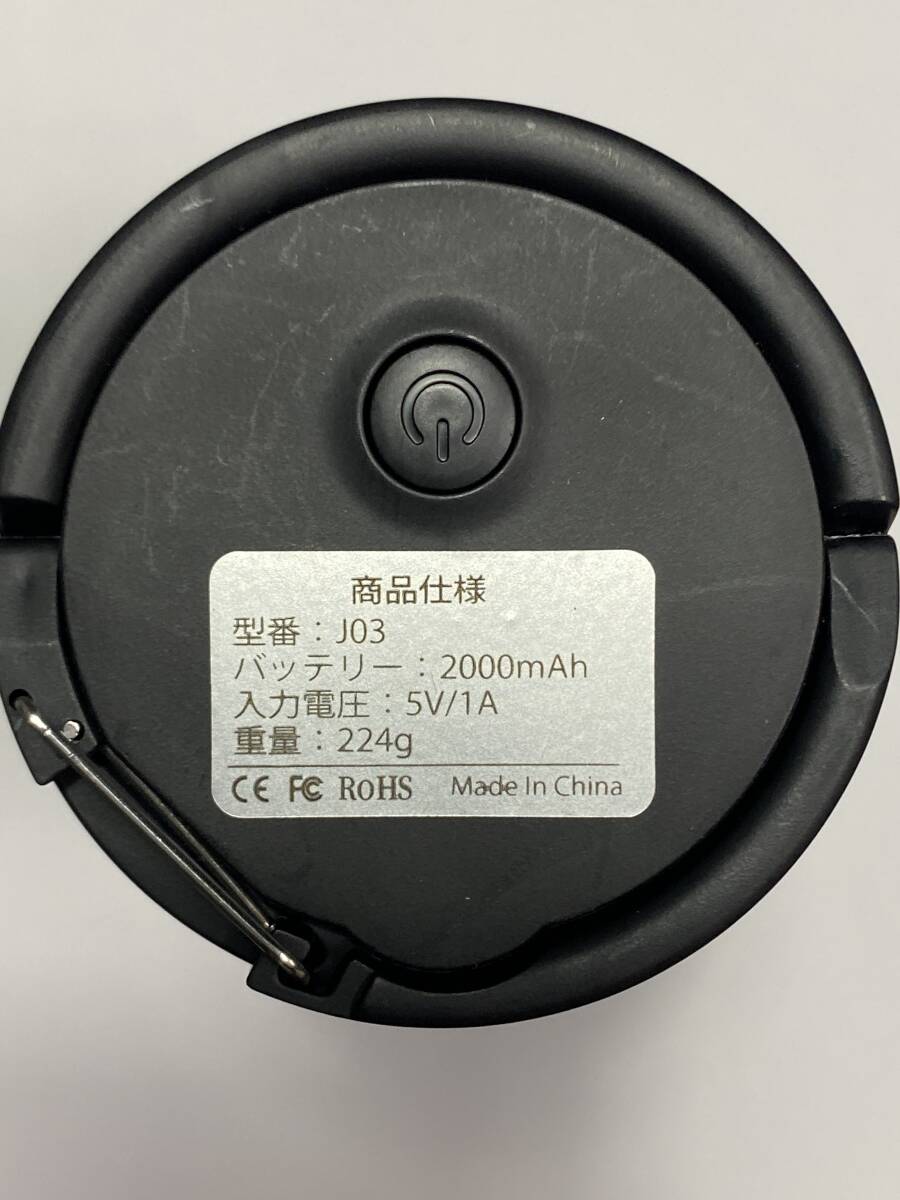 商品仕様
型番：J03
バッテリー：2000mAh
入力電圧：5V/1A
重量：224g
CE FC RoHS Made In China